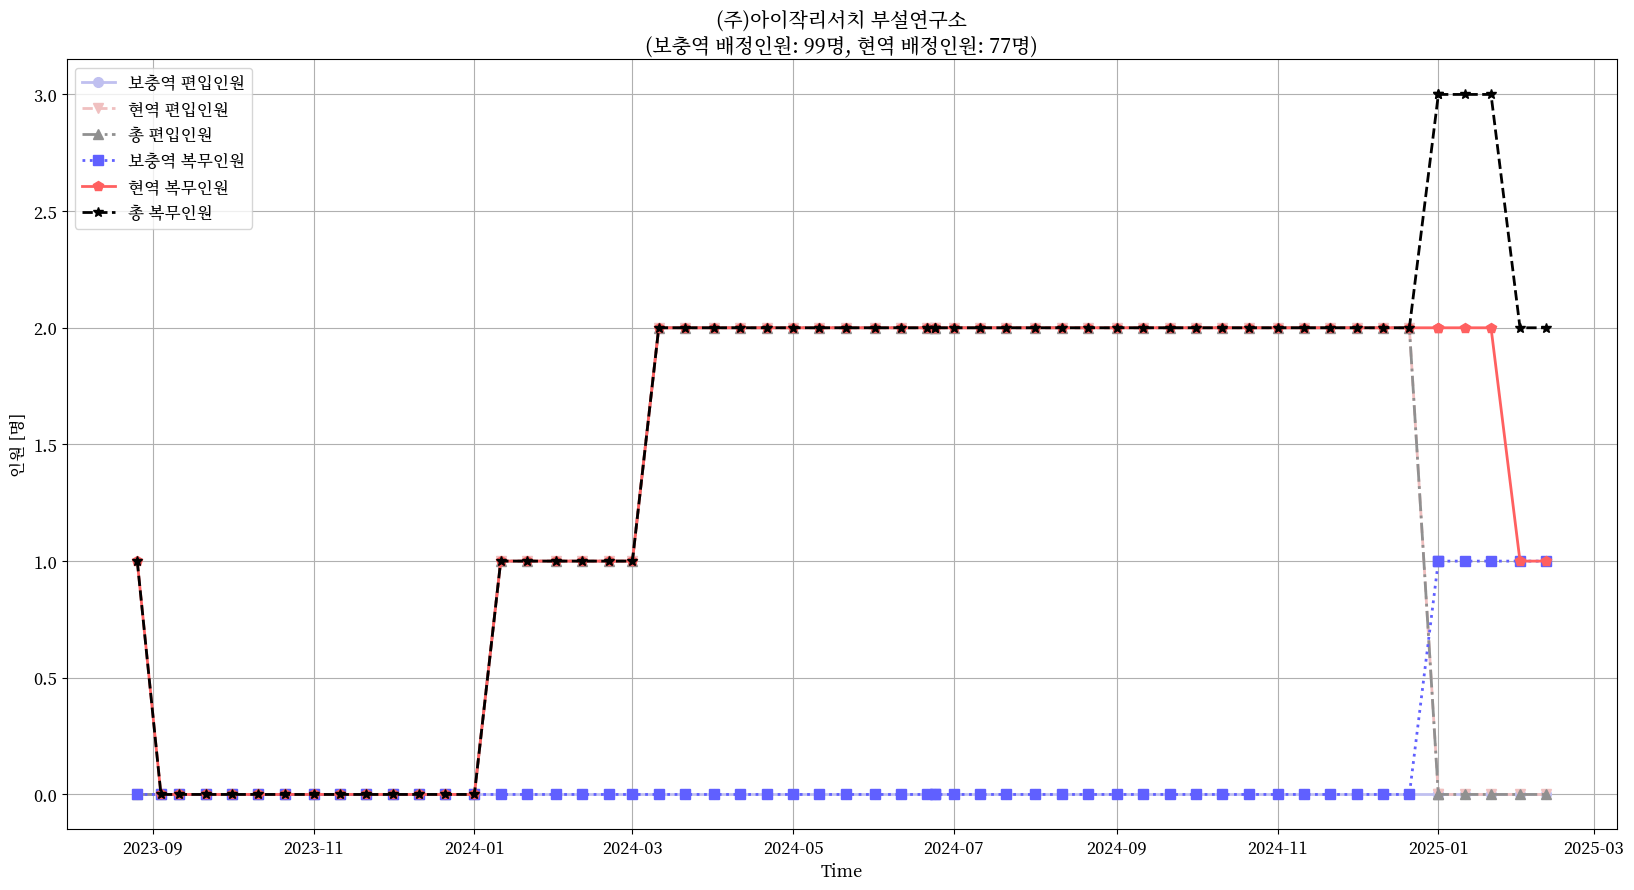 (주)아이작리서치 부설연구소
(보충역 배정인원: 99명, 현역 배정인원: 77명)
보충역 편입인원
현역 편입인원
총 편입인원
보충역 복무인원
현역 복무인원
총 복무인원
3.0
2.5
2.0
1.5
1.0
0.5
0.0
인원 [명]
2023-09
2023-11
2024-01
2024-03
2024-05
2024-07
2024-09
2024-11
2025-01
2025-03
Time